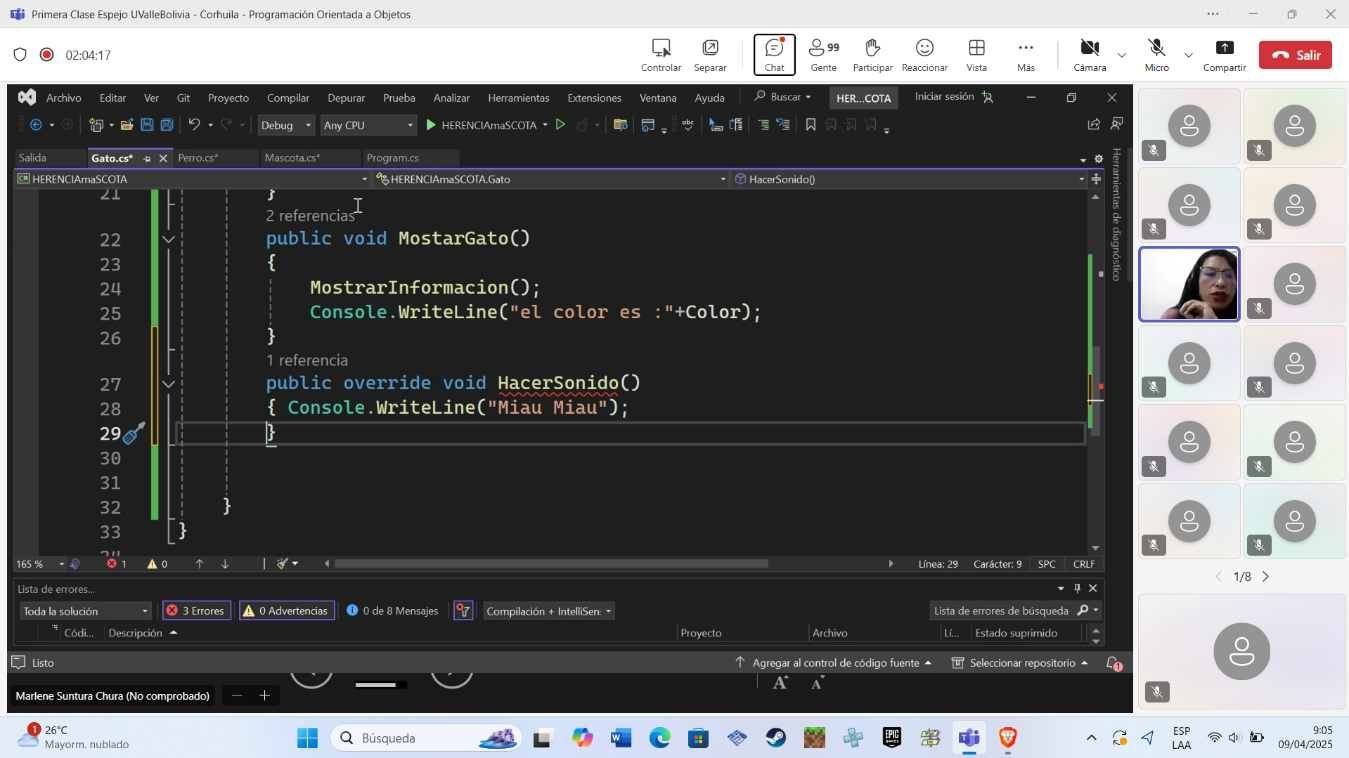 Primera Clase Espejo UValleBolivia - Corhuila - Programación Orientada a Objetos
02:04:17
Controlar
Separar
Chat
99
Gente
Participar
Reaccionar
Vista
Más
Cámara
Micro
Compartir
Salir
Archivo Editar Ver Git Proyecto Compilar Depurar Prueba Analizar Herramientas Extensiones Ventana Ayuda Buscar HER...COTA Iniciar sesión
Debug Any CPU HERENCIAmaSCOTA
Salida Gato.cs* Perro.cs* Mascota.cs* Program.cs
HERENCIAmaSCOTA HERENCIAmaSCOTA.Gato HacerSonido()
Herramientas de diagnóstico
21 }
2 referencias
22 public void MostarGato()
23 {
24 MostrarInformacion();
25 Console.WriteLine("el color es :"+Color);
26 }
1 referencia
27 public override void HacerSonido()
28 { Console.WriteLine("Miau Miau");
29 }
30
31
32 }
33 }
165 % 1 0 Línea: 29 Carácter: 9 SPC CRLF
Lista de errores...
Toda la solución 3 Errores 0 Advertencias 0 de 8 Mensajes Compilación + IntelliSen: Lista de errores de búsqueda
Códi... Descripción Proyecto Archivo Lí... Estado suprimido
Listo Agregar al control de código fuente Seleccionar repositorio 1
Marlene Suntura Chura (No comprobado)
A A
1/8
1
26°C
Mayorm. nublado
Búsqueda
EPIC GAMES
ESP
LAA
9:05
09/04/2025